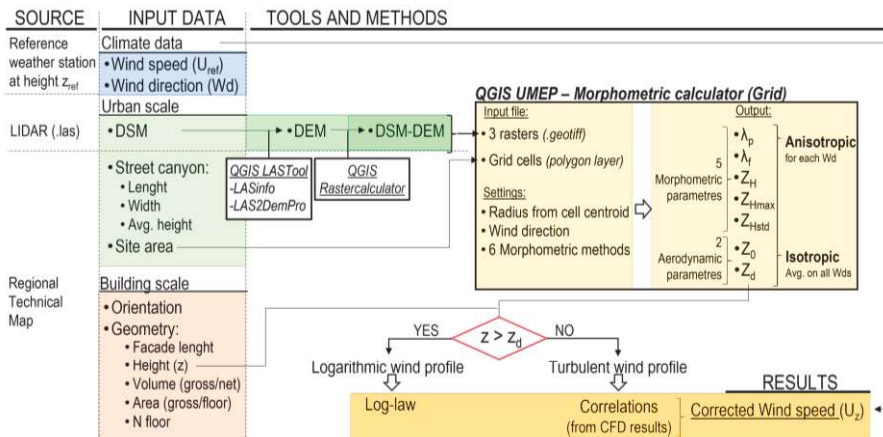 SOURCE
INPUT DATA
TOOLS AND METHODS
Reference
weather station
at height z_ref
Climate data
•Wind speed (U_ref)
•Wind direction (Wd)
Urban scale
LIDAR (.las)
•DSM
•DEM
•DSM-DEM
QGIS LASTool
-LASinfo
-LAS2DemPro
QGIS
Rastercalculator
•Street canyon:
•Lenght
•Width
•Avg. height
•Site area
QGIS UMEP – Morphometric calculator (Grid)
Input file:
•3 rasters (.geotiff)
•Grid cells (polygon layer)
Settings:
•Radius from cell centroid
•Wind direction
•6 Morphometric methods
Output:
5
Morphometric
parametres
•λp
•λf
•Z_H
•Z_Hmax
•Z_Hstd
Anisotropic
for each Wd
2
Aerodynamic
parametres
•Z_0
•Z_d
Isotropic
Avg. on all Wds
Regional
Technical
Map
Building scale
•Orientation
•Geometry:
•Facade lenght
•Height (z)
•Volume (gross/net)
•Area (gross/floor)
•N floor
YES
z > z_d
NO
Logarithmic wind profile
Turbulent wind profile
RESULTS
Log-law
Correlations
(from CFD results)
Corrected Wind speed (U_z)